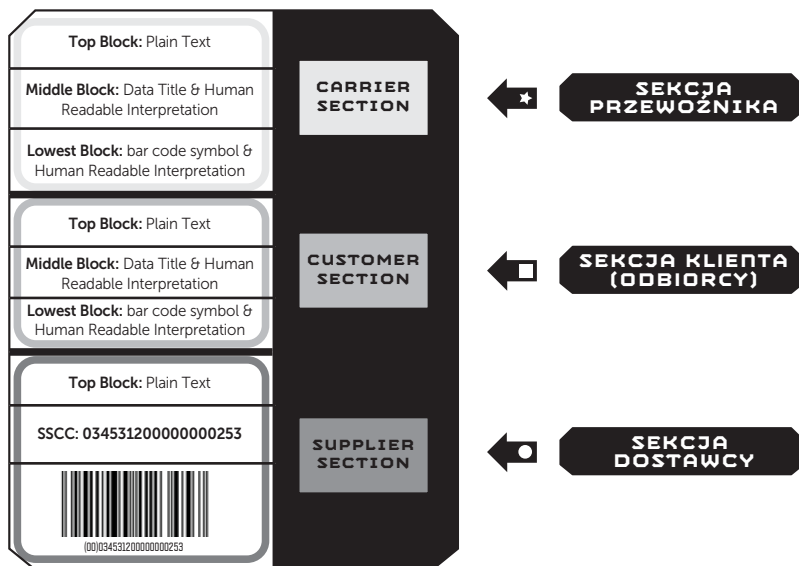 Top Block: Plain Text
Middle Block: Data Title & Human
Readable Interpretation
Lowest Block: bar code symbol &
Human Readable Interpretation
CARRIER
SECTION
SEKCJA
PRZEWOŹNIKA
Top Block: Plain Text
Middle Block: Data Title & Human
Readable Interpretation
Lowest Block: bar code symbol &
Human Readable Interpretation
CUSTOMER
SECTION
SEKCJA KLIENTA
(ODBIORCY)
Top Block: Plain Text
SSCC: 034531200000000253
(00)034531200000000253
SUPPLIER
SECTION
SEKCJA
DOSTAWCY